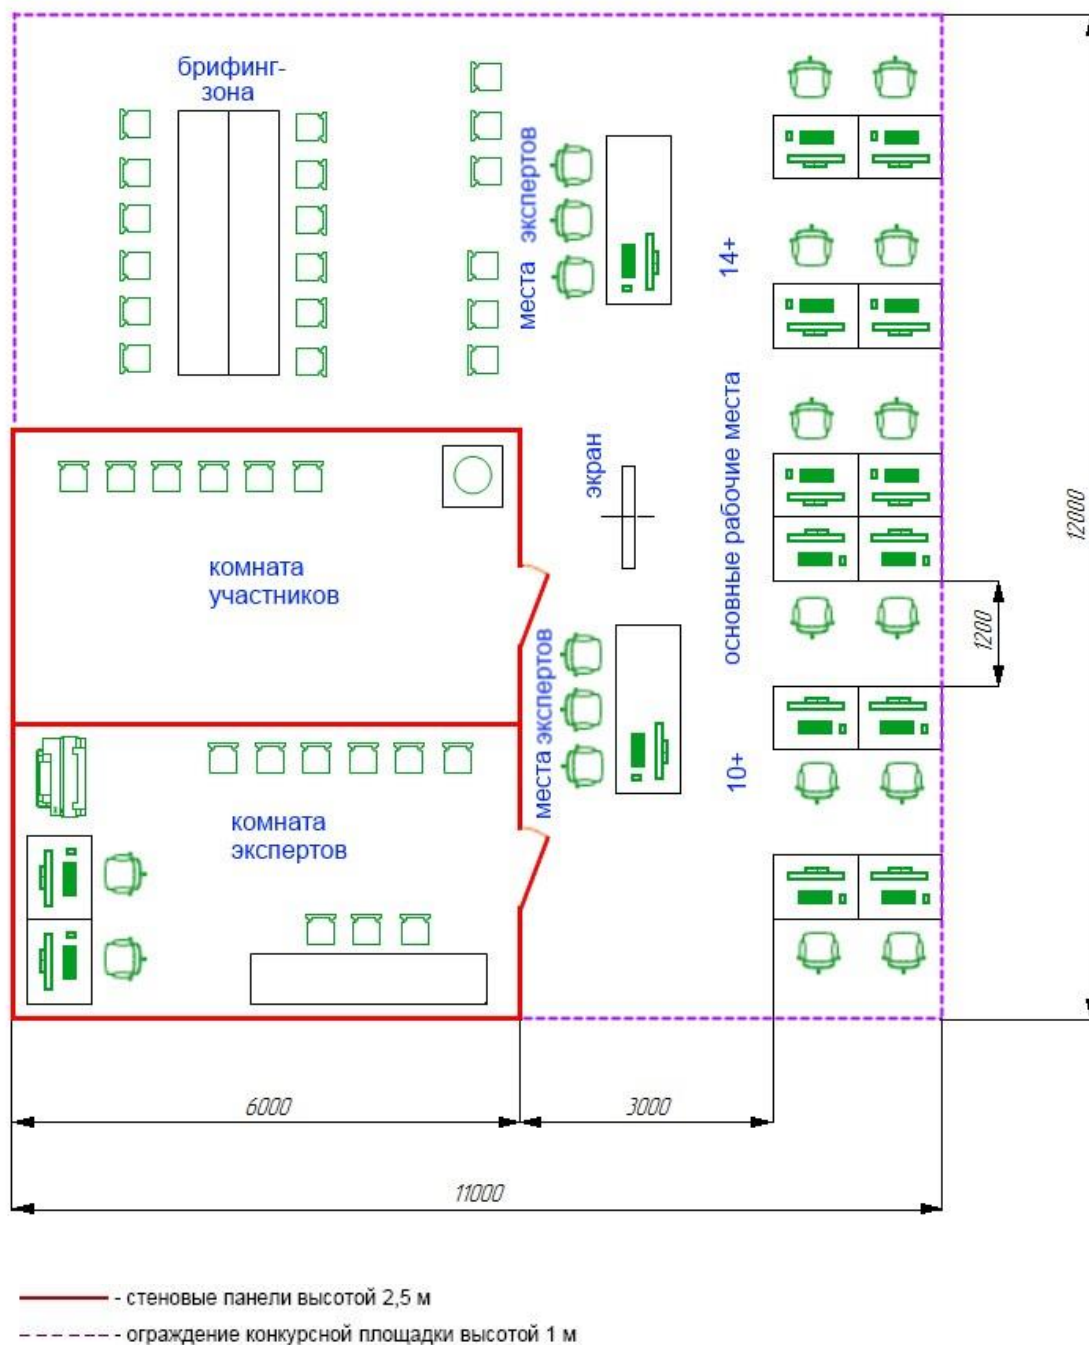 брифинг-
зона
места экспертов
14+
экран
основные рабочие места
12000
комната
участников
1200
места экспертов
10+
комната
экспертов
6000
3000
11000
- стеновые панели высотой 2,5 м
- ограждение конкурсной площадки высотой 1 м